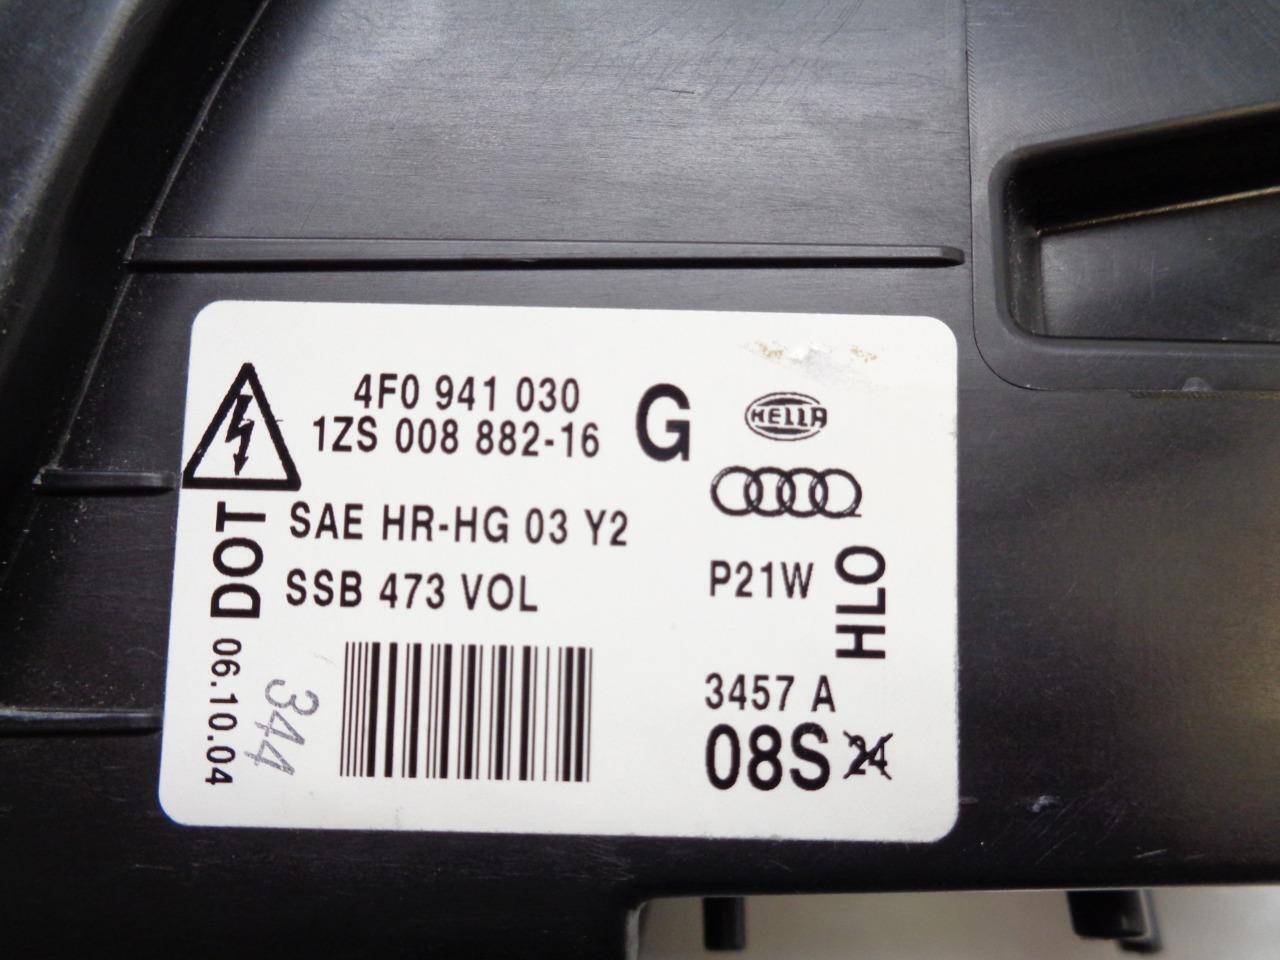 4F0 941 030
1ZS 008 882-16
G
HELLA
SAE HR-HG 03 Y2
DOT
SSB 473 VOL
P21W
HLO
06.10.04
344
3457 A
08S 24